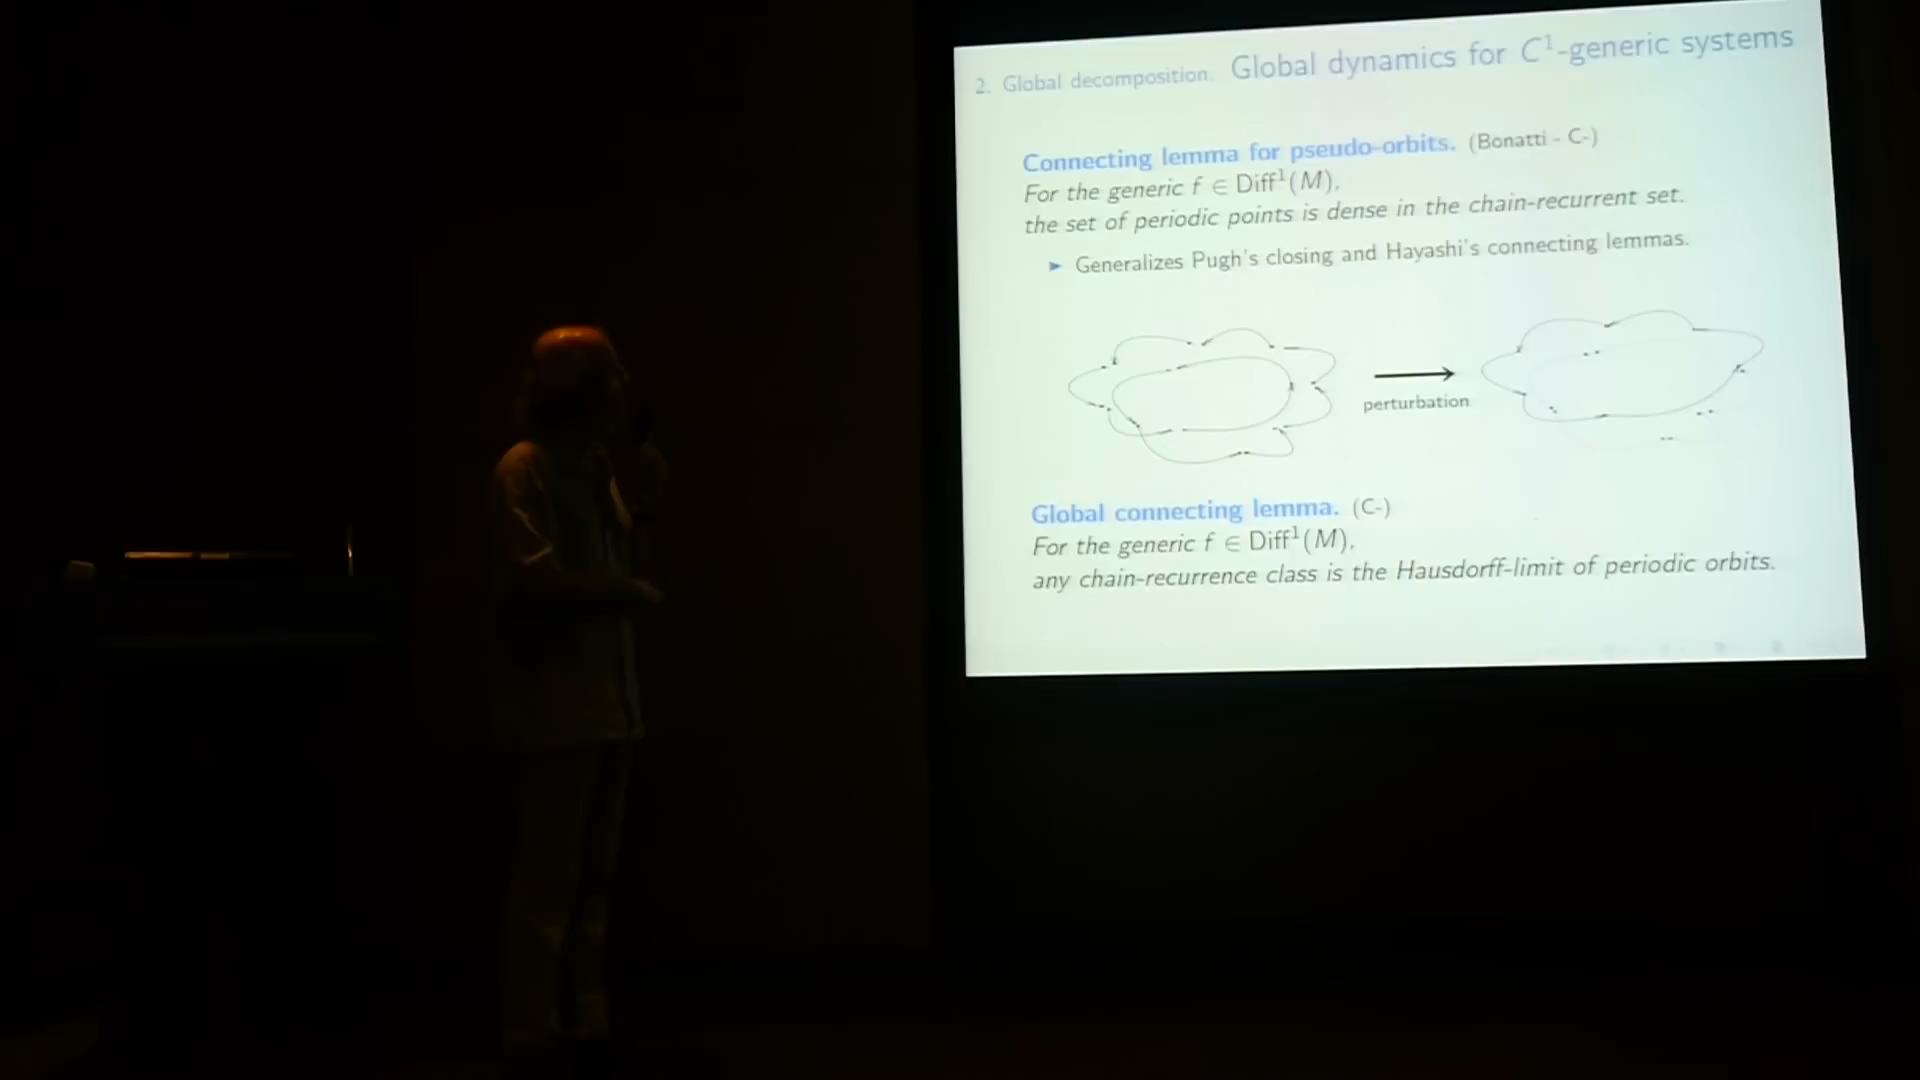 2. Global decomposition. Global dynamics for C¹-generic systems
Connecting lemma for pseudo-orbits. (Bonatti - C-)
For the generic f ∈ Diff¹(M),
the set of periodic points is dense in the chain-recurrent set.
► Generalizes Pugh's closing and Hayashi's connecting lemmas.
perturbation
Global connecting lemma. (C-)
For the generic f ∈ Diff¹(M),
any chain-recurrence class is the Hausdorff-limit of periodic orbits.